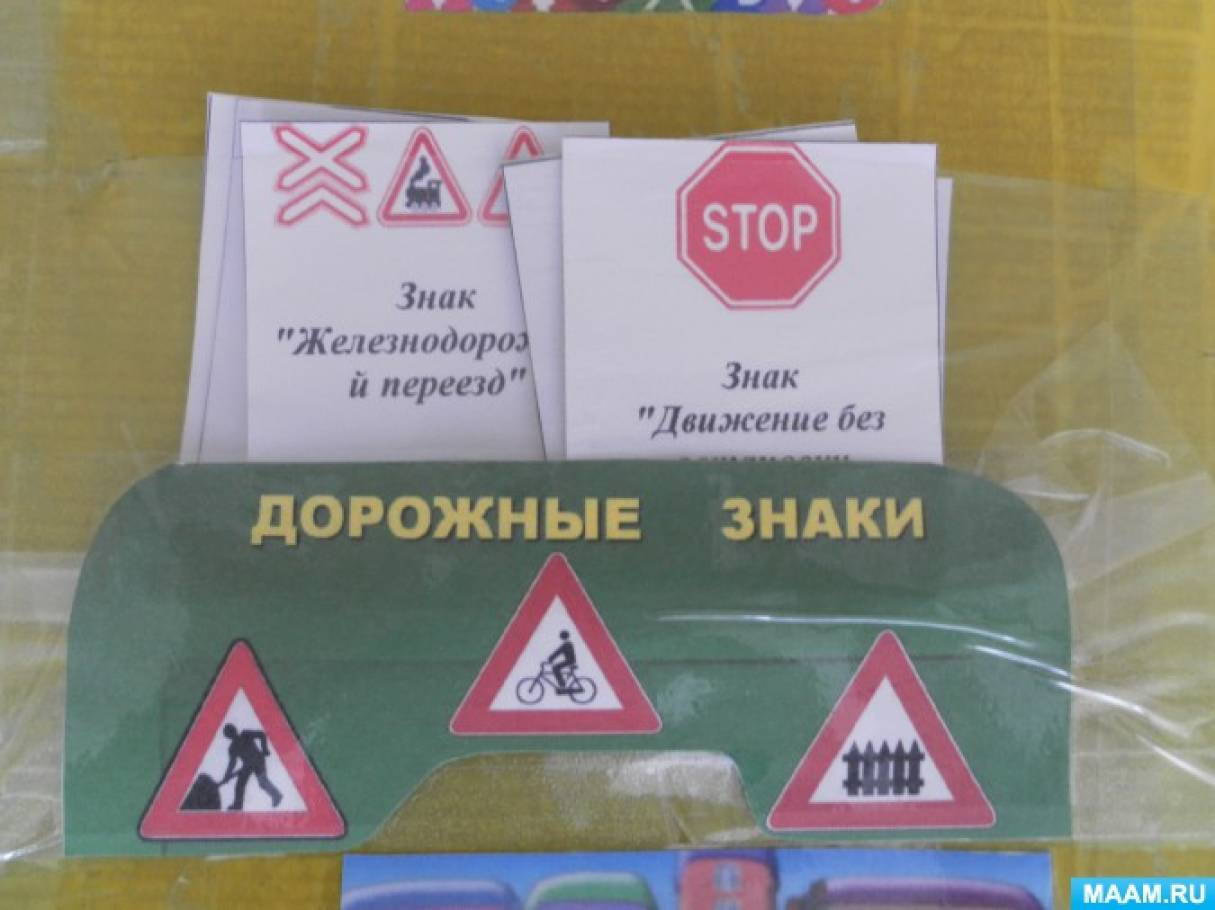 Знак
"Железнодорож
й переезд"
STOP
Знак
"Движение без
ДОРОЖНЫЕ ЗНАКИ
MAAM.RU